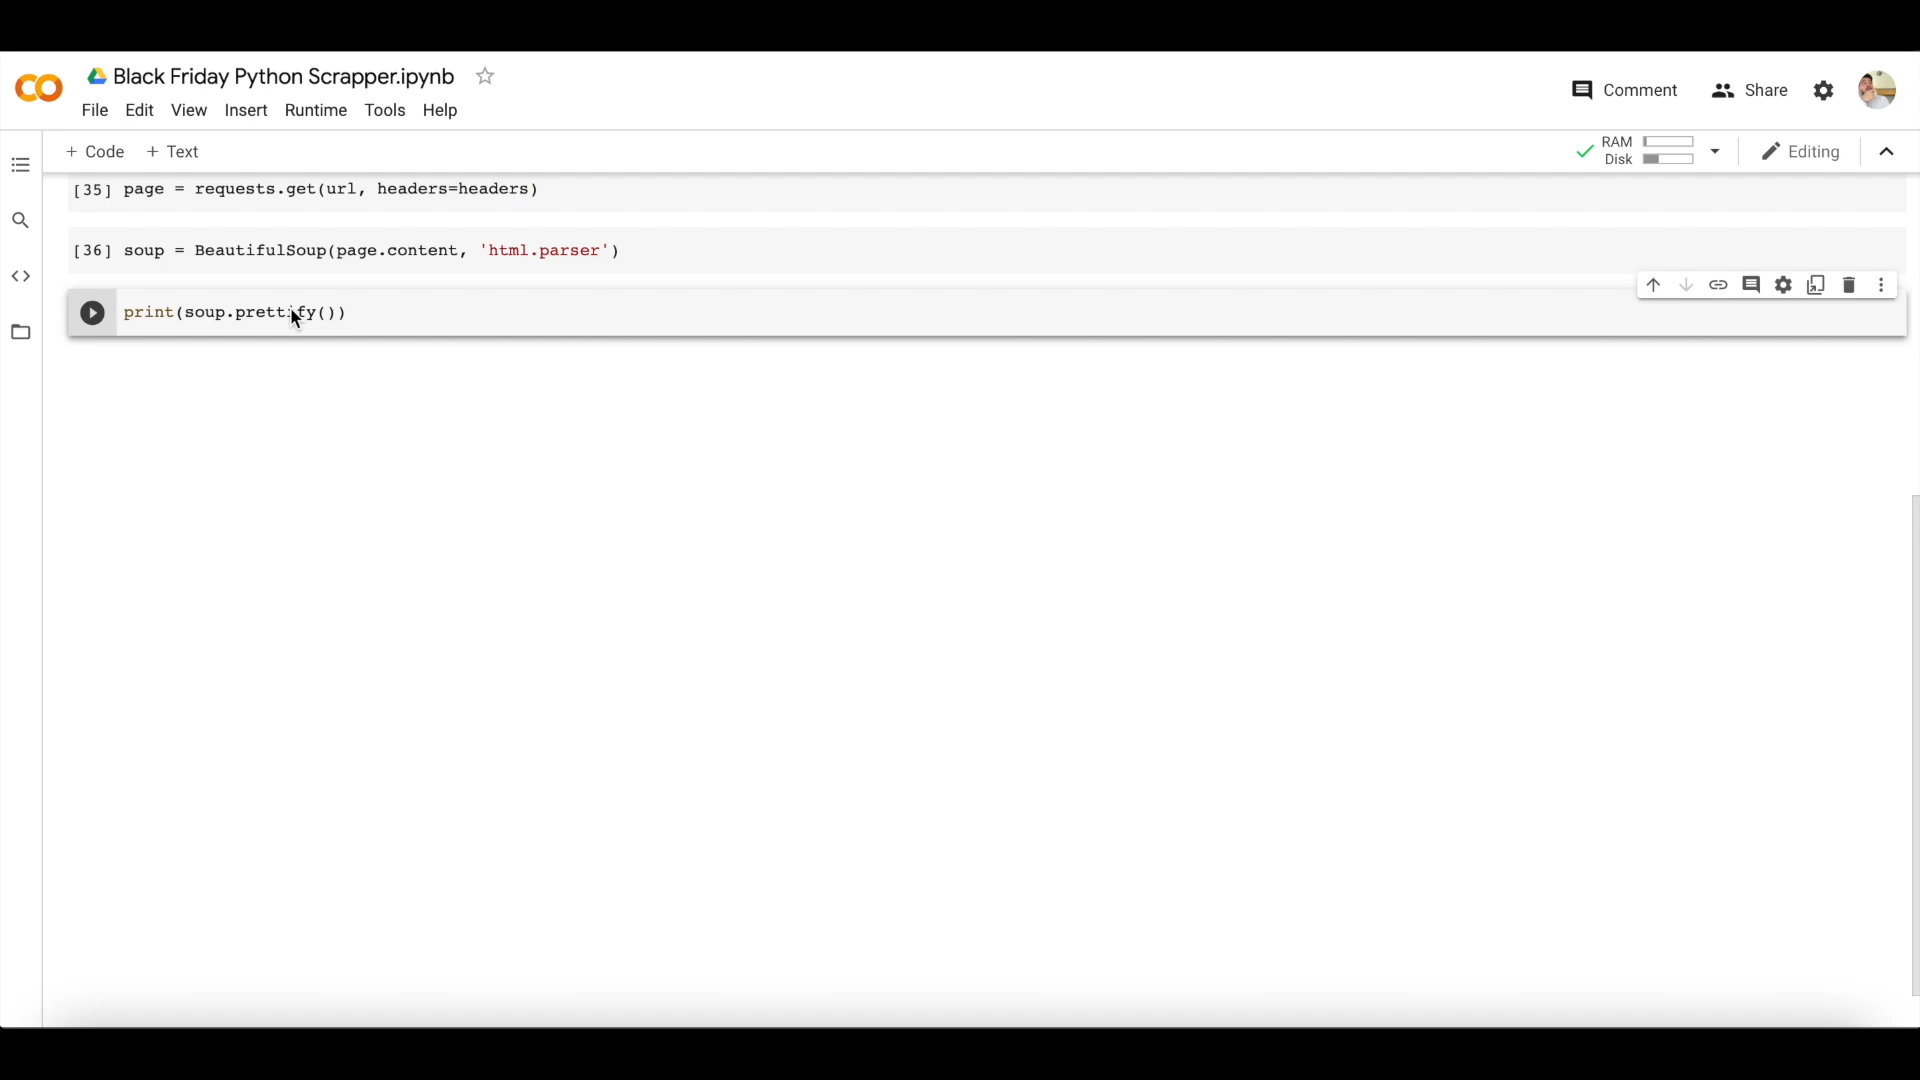 Black Friday Python Scrapper.ipynb
File Edit View Insert Runtime Tools Help
Comment
Share
+ Code + Text
RAM
Disk
Editing
[35] page = requests.get(url, headers=headers)
[36] soup = BeautifulSoup(page.content, 'html.parser')
print(soup.prettify())